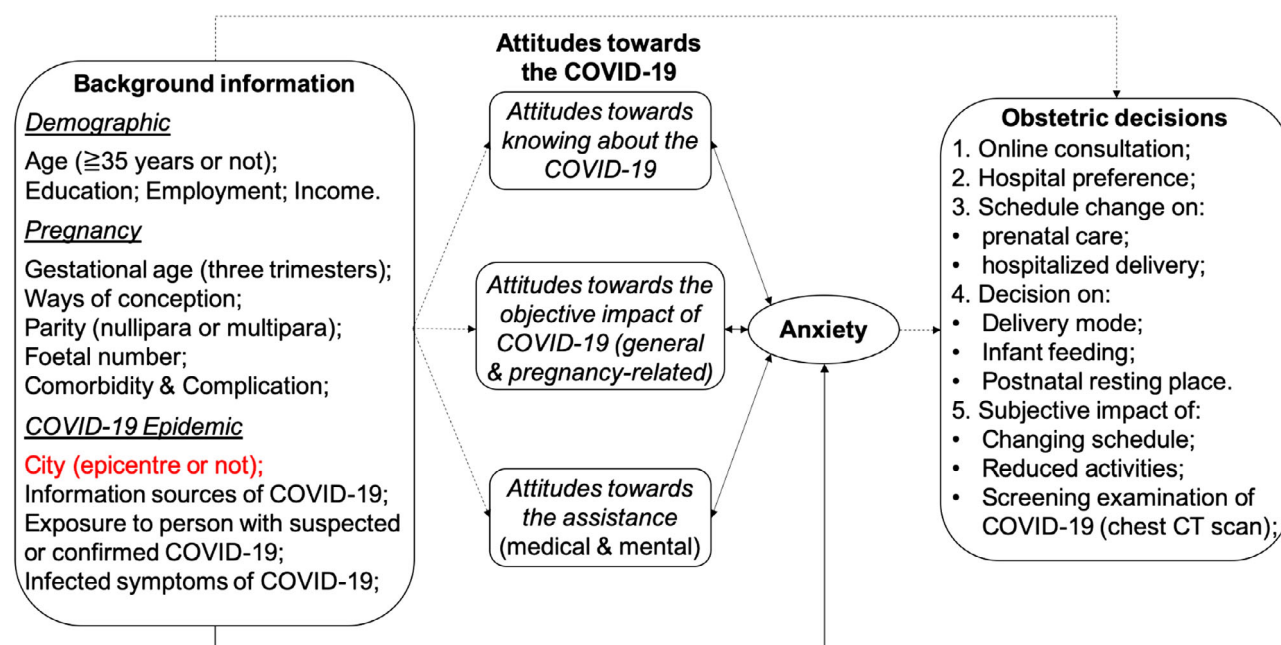 Background information
Demographic
Age (≧35 years or not);
Education; Employment; Income.
Pregnancy
Gestational age (three trimesters);
Ways of conception;
Parity (nullipara or multipara);
Foetal number;
Comorbidity & Complication;
COVID-19 Epidemic
City (epicentre or not);
Information sources of COVID-19;
Exposure to person with suspected
or confirmed COVID-19;
Infected symptoms of COVID-19;
Attitudes towards
the COVID-19
Attitudes towards
knowing about the
COVID-19
Attitudes towards the
objective impact of
COVID-19 (general
& pregnancy-related)
Attitudes towards
the assistance
(medical & mental)
Anxiety
Obstetric decisions
1. Online consultation;
2. Hospital preference;
3. Schedule change on:
• prenatal care;
• hospitalized delivery;
4. Decision on:
• Delivery mode;
• Infant feeding;
• Postnatal resting place.
5. Subjective impact of:
• Changing schedule;
• Reduced activities;
• Screening examination of
COVID-19 (chest CT scan);